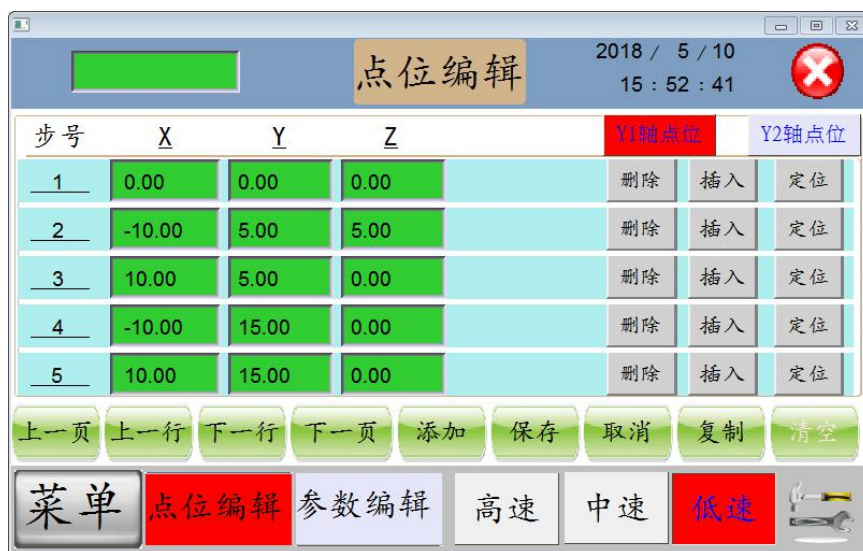 点位编辑
2018 / 5 / 10
15 : 52 : 41
步号 X Y Z Y1轴点位 Y2轴点位
1 0.00 0.00 0.00 删除 插入 定位
2 -10.00 5.00 5.00 删除 插入 定位
3 10.00 5.00 0.00 删除 插入 定位
4 -10.00 15.00 0.00 删除 插入 定位
5 10.00 15.00 0.00 删除 插入 定位
上一页 上一行 下一行 下一页 添加 保存 取消 复制 清空
菜单 点位编辑 参数编辑 高速 中速 低速